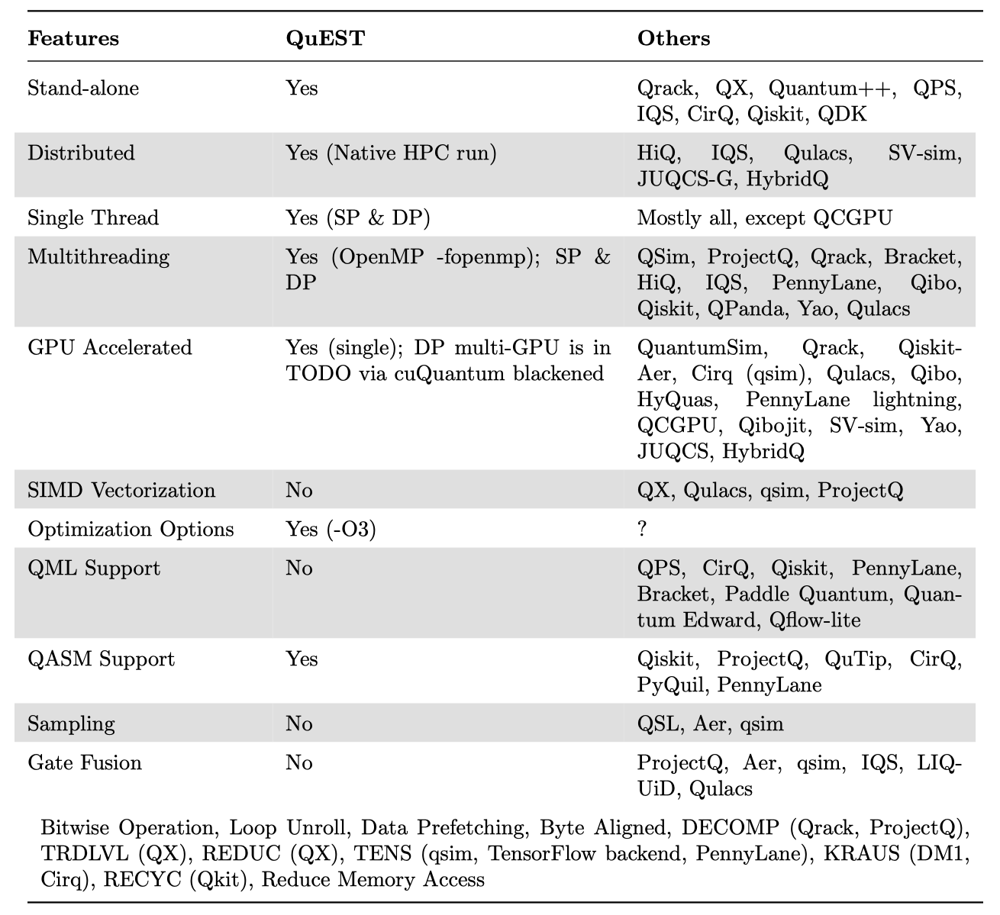 Features QuEST Others
Stand-alone Yes Qrack, QX, Quantum++, QPS,
IQS, CirQ, Qiskit, QDK
Distributed Yes (Native HPC run) HiQ, IQS, Qulacs, SV-sim,
JUQCS-G, HybridQ
Single Thread Yes (SP & DP) Mostly all, except QCGPU
Multithreading Yes (OpenMP -fopenmp); SP & QSim, ProjectQ, Qrack, Bracket,
DP HiQ, IQS, PennyLane, Qibo,
Qiskit, QPanda, Yao, Qulacs
GPU Accelerated Yes (single); DP multi-GPU is in QuantumSim, Qrack, Qiskit-
TODO via cuQuantum blackened Aer, Cirq (qsim), Qulacs, Qibo,
HyQuas, PennyLane lightning,
QCGPU, Qibojit, SV-sim, Yao,
JUQCS, HybridQ
SIMD Vectorization No QX, Qulacs, qsim, ProjectQ
Optimization Options Yes (-O3) ?
QML Support No QPS, CirQ, Qiskit, PennyLane,
Bracket, Paddle Quantum, Quan-
tum Edward, Qflow-lite
QASM Support Yes Qiskit, ProjectQ, QuTip, CirQ,
PyQuil, PennyLane
Sampling No QSL, Aer, qsim
Gate Fusion No ProjectQ, Aer, qsim, IQS, LIQ-
UiD, Qulacs
Bitwise Operation, Loop Unroll, Data Prefetching, Byte Aligned, DECOMP (Qrack, ProjectQ),
TRDLVL (QX), REDUC (QX), TENS (qsim, TensorFlow backend, PennyLane), KRAUS (DM1,
Cirq), RECYC (Qkit), Reduce Memory Access